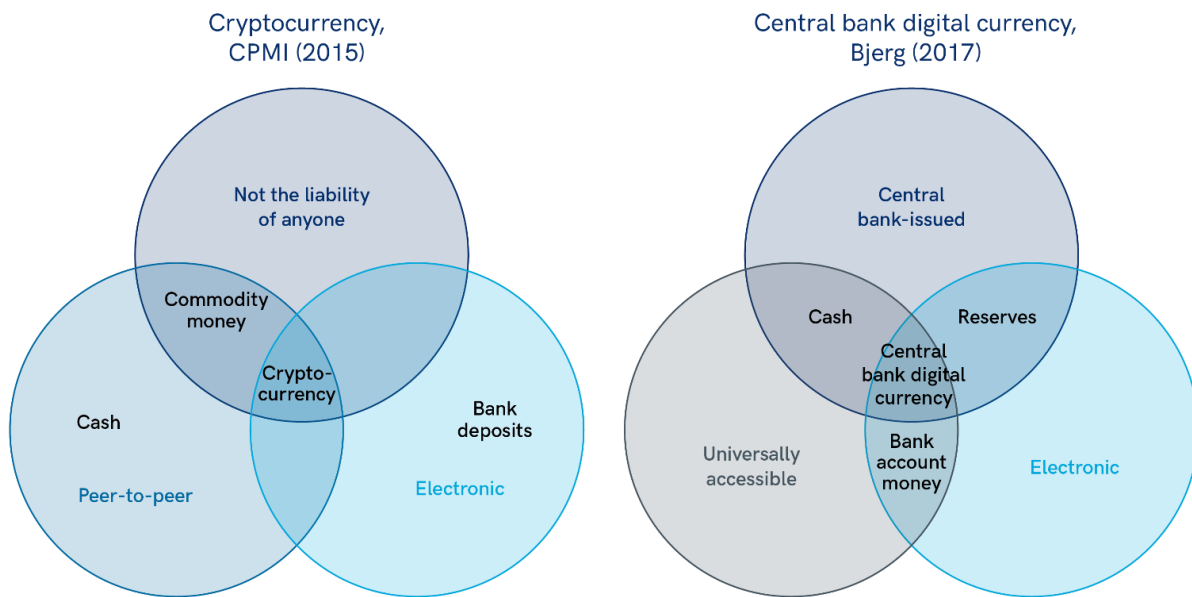 Cryptocurrency,
CPMI (2015)
Not the liability
of anyone
Commodity
money
Crypto-
currency
Cash
Bank
deposits
Peer-to-peer
Electronic
Central bank digital currency,
Bjerg (2017)
Central
bank-issued
Cash
Reserves
Central
bank digital
currency
Bank
account
money
Universally
accessible
Electronic